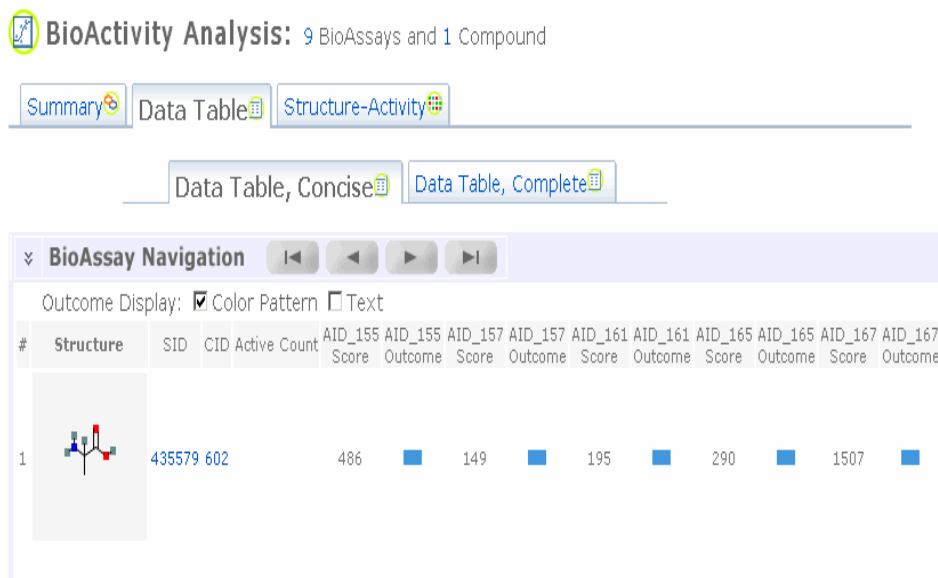 BioActivity Analysis: 9 BioAssays and 1 Compound
Summary Data Table Structure-Activity
Data Table, Concise Data Table, Complete
BioAssay Navigation
Outcome Display: Color Pattern Text
# Structure SID CID Active Count AID_155 Score AID_155 Outcome AID_157 Score AID_157 Outcome AID_161 Score AID_161 Outcome AID_165 Score AID_165 Outcome AID_167 Score AID_167 Outcome
1 435579 602 486 149 195 290 1507